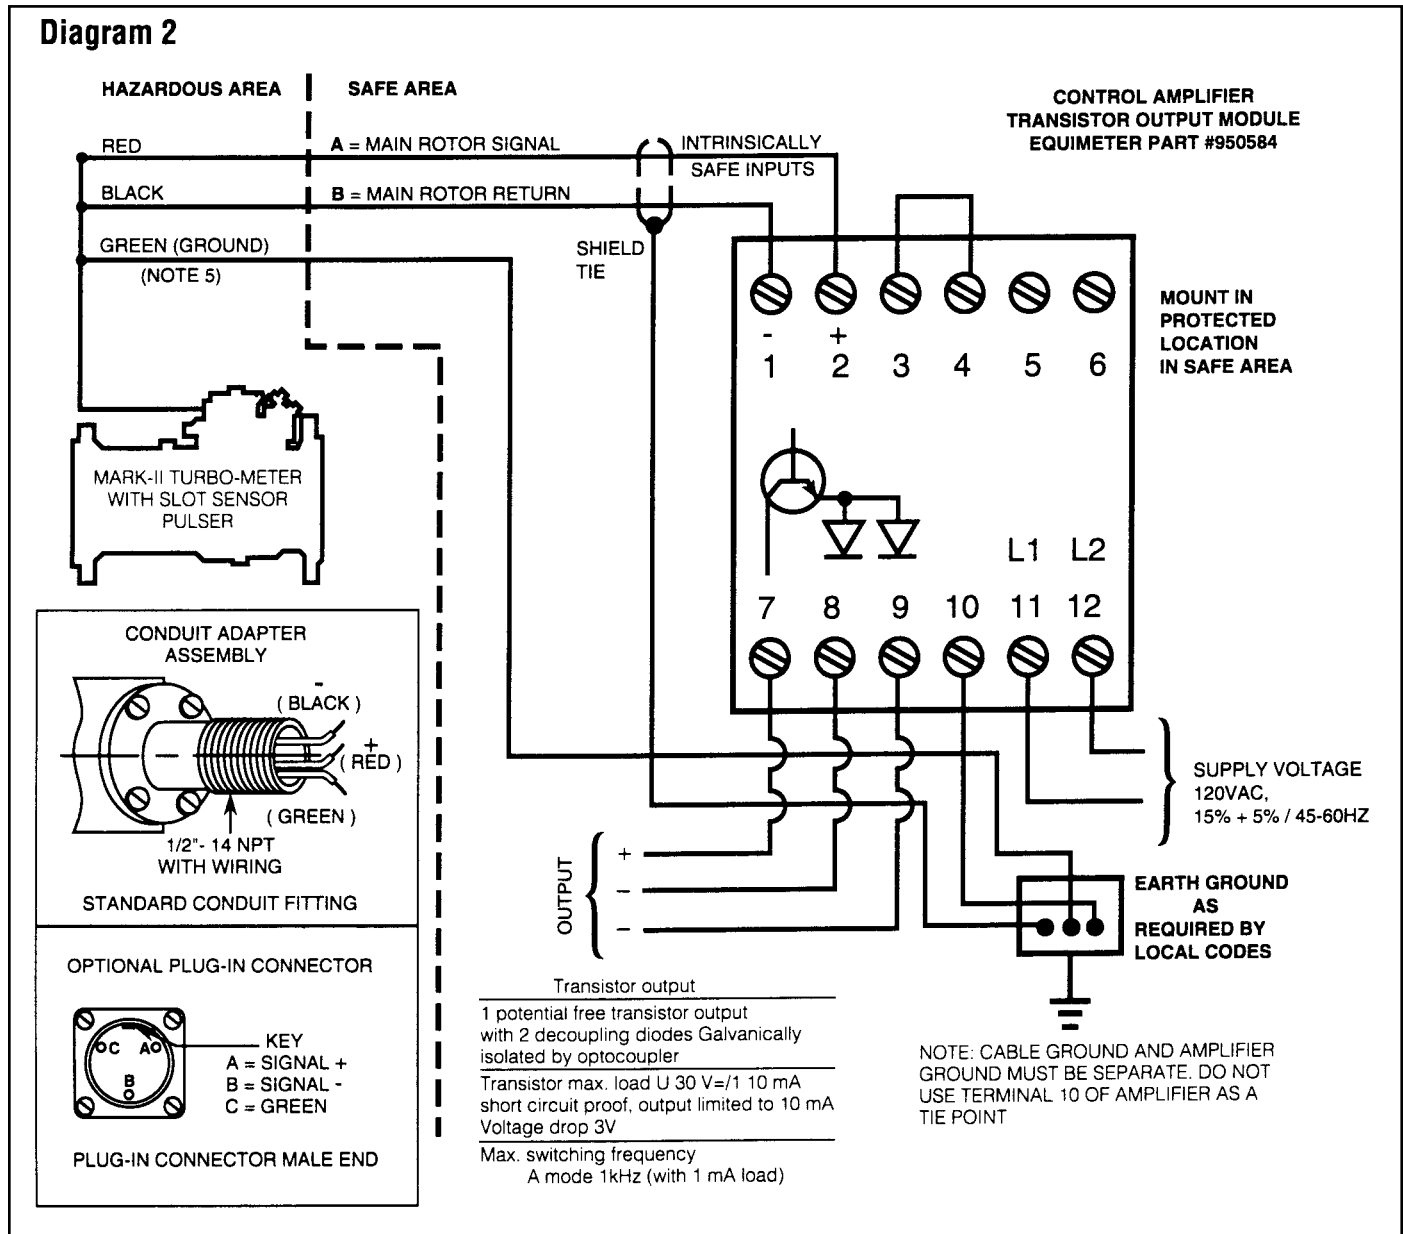 Diagram 2
HAZARDOUS AREA
SAFE AREA
CONTROL AMPLIFIER
TRANSISTOR OUTPUT MODULE
EQUIMETER PART #950584
RED
A = MAIN ROTOR SIGNAL
INTRINSICALLY
SAFE INPUTS
BLACK
B = MAIN ROTOR RETURN
GREEN (GROUND)
(NOTE 5)
SHIELD
TIE
MOUNT IN
PROTECTED
LOCATION
IN SAFE AREA
- +
1 2 3 4 5 6
MARK-II TURBO-METER
WITH SLOT SENSOR
PULSER
L1 L2
7 8 9 10 11 12
CONDUIT ADAPTER
ASSEMBLY
-
( BLACK )
+
( RED )
( GREEN )
1/2"- 14 NPT
WITH WIRING
STANDARD CONDUIT FITTING
SUPPLY VOLTAGE
120VAC,
15% + 5% / 45-60HZ
OUTPUT
+
–
–
EARTH GROUND
AS
REQUIRED BY
LOCAL CODES
OPTIONAL PLUG-IN CONNECTOR
C A
B
KEY
A = SIGNAL +
B = SIGNAL -
C = GREEN
PLUG-IN CONNECTOR MALE END
Transistor output
1 potential free transistor output
with 2 decoupling diodes Galvanically
isolated by optocoupler
Transistor max. load U 30 V=/1 10 mA
short circuit proof, output limited to 10 mA
Voltage drop 3V
Max. switching frequency
A mode 1kHz (with 1 mA load)
NOTE: CABLE GROUND AND AMPLIFIER
GROUND MUST BE SEPARATE. DO NOT
USE TERMINAL 10 OF AMPLIFIER AS A
TIE POINT